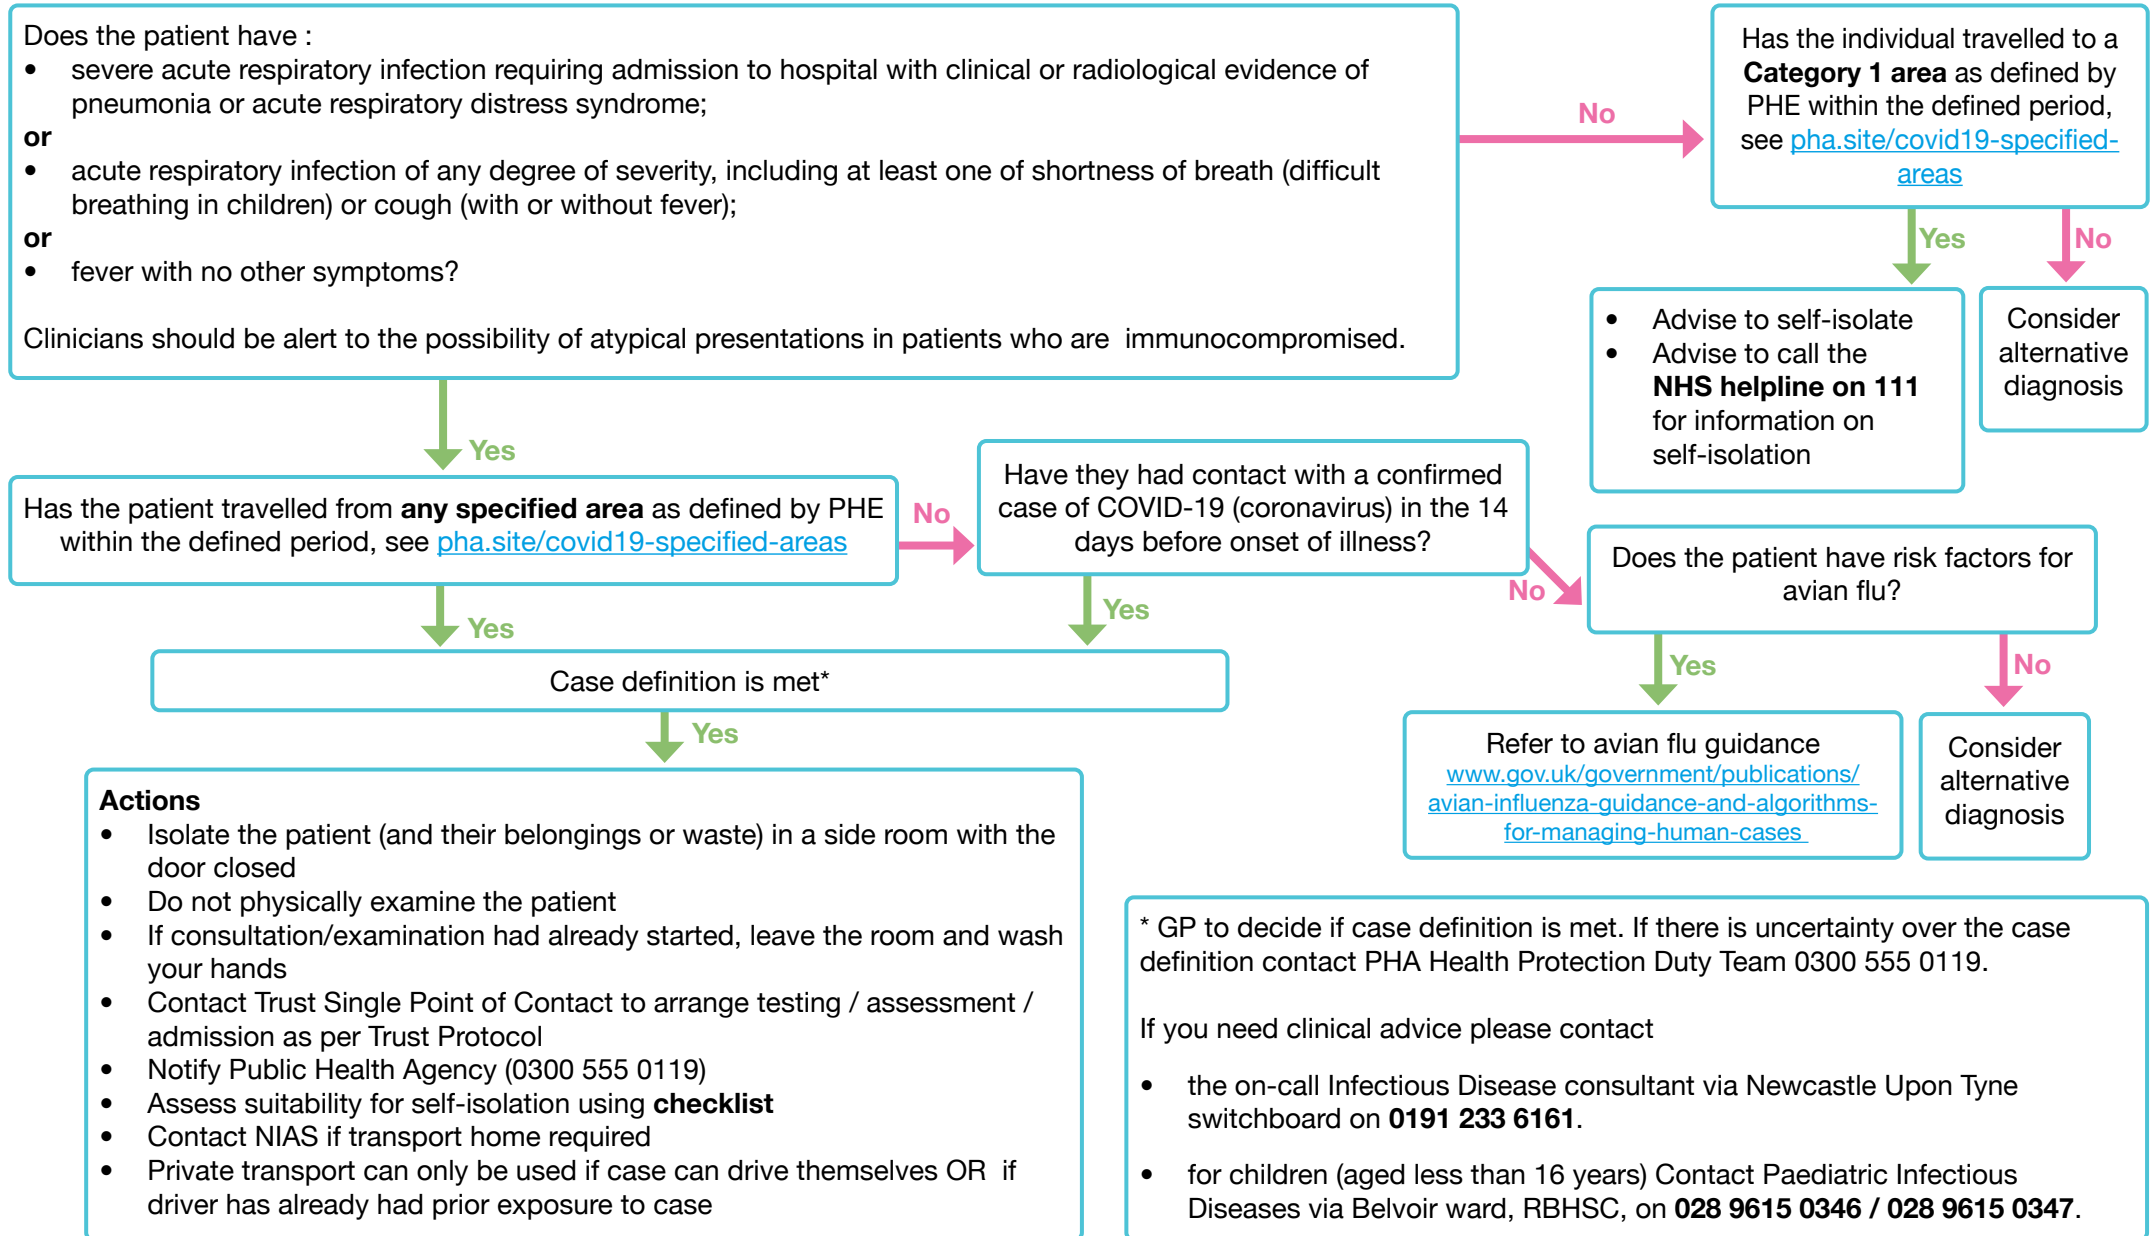 Does the patient have :
• severe acute respiratory infection requiring admission to hospital with clinical or radiological evidence of
pneumonia or acute respiratory distress syndrome;
or
• acute respiratory infection of any degree of severity, including at least one of shortness of breath (difficult
breathing in children) or cough (with or without fever);
or
• fever with no other symptoms?
Clinicians should be alert to the possibility of atypical presentations in patients who are immunocompromised.
No
Has the individual travelled to a
Category 1 area as defined by
PHE within the defined period,
see pha.site/covid19-specified-
areas
Yes
No
• Advise to self-isolate
• Advise to call the
NHS helpline on 111
for information on
self-isolation
Consider
alternative
diagnosis
Yes
Has the patient travelled from any specified area as defined by PHE
within the defined period, see pha.site/covid19-specified-areas
No
Have they had contact with a confirmed
case of COVID-19 (coronavirus) in the 14
days before onset of illness?
No
Does the patient have risk factors for
avian flu?
Yes
Yes
Case definition is met*
Yes
Yes
No
Refer to avian flu guidance
www.gov.uk/government/publications/
avian-influenza-guidance-and-algorithms-
for-managing-human-cases
Consider
alternative
diagnosis
Actions
• Isolate the patient (and their belongings or waste) in a side room with the
door closed
• Do not physically examine the patient
• If consultation/examination had already started, leave the room and wash
your hands
• Contact Trust Single Point of Contact to arrange testing / assessment /
admission as per Trust Protocol
• Notify Public Health Agency (0300 555 0119)
• Assess suitability for self-isolation using checklist
• Contact NIAS if transport home required
• Private transport can only be used if case can drive themselves OR if
driver has already had prior exposure to case
* GP to decide if case definition is met. If there is uncertainty over the case
definition contact PHA Health Protection Duty Team 0300 555 0119.
If you need clinical advice please contact
• the on-call Infectious Disease consultant via Newcastle Upon Tyne
switchboard on 0191 233 6161.
• for children (aged less than 16 years) Contact Paediatric Infectious
Diseases via Belvoir ward, RBHSC, on 028 9615 0346 / 028 9615 0347.